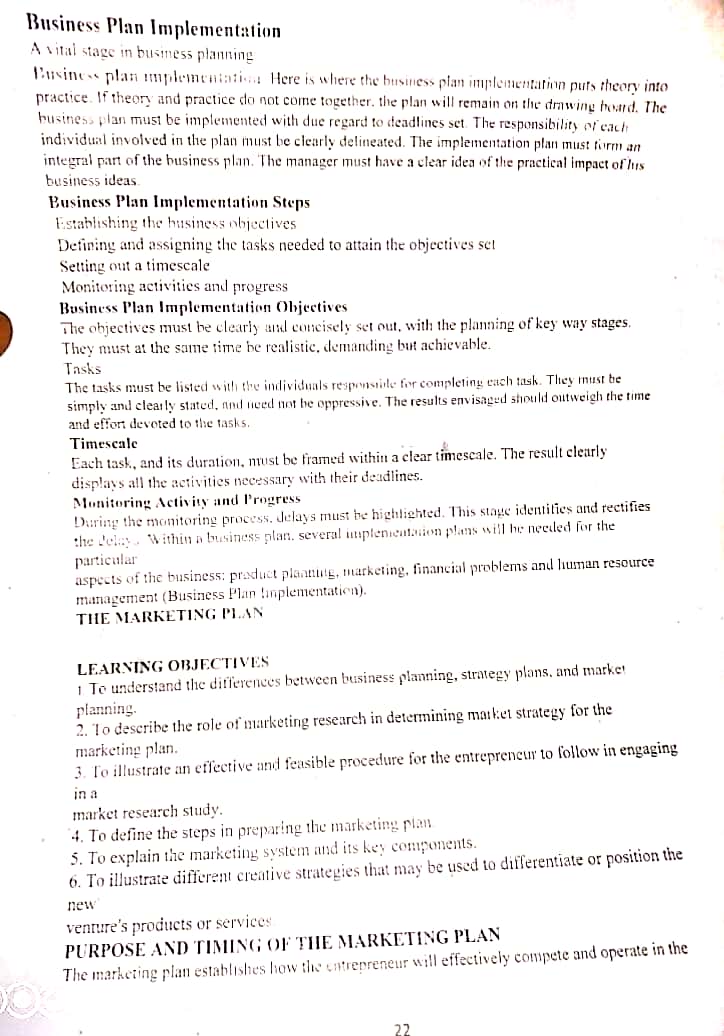 Business Plan Implementation
A vital stage in business planning
Business plan implementation Here is where the business plan implementation puts theory into
practice. If theory and practice do not come together, the plan will remain on the drawing board. The
business plan must be implemented with due regard to deadlines set. The responsibility of each
individual involved in the plan must be clearly delineated. The implementation plan must form an
integral part of the business plan. The manager must have a clear idea of the practical impact of his
business ideas.
Business Plan Implementation Steps
Establishing the business objectives
Defining and assigning the tasks needed to attain the objectives set
Setting out a timescale
Monitoring activities and progress
Business Plan Implementation Objectives
The objectives must be clearly and concisely set out, with the planning of key way stages.
They must at the same time be realistic, demanding but achievable.
Tasks
The tasks must be listed with the individuals responsible for completing each task. They must be
simply and clearly stated, and need not be oppressive. The results envisaged should outweigh the time
and effort devoted to the tasks.
Timescale
Each task, and its duration, must be framed within a clear timescale. The result clearly
displays all the activities necessary with their deadlines.
Monitoring Activity and Progress
During the monitoring process, delays must be highlighted. This stage identifies and rectifies
the delays. Within a business plan, several implementation plans will be needed for the
particular
aspects of the business: product planning, marketing, financial problems and human resource
management (Business Plan Implementation).
THE MARKETING PLAN
LEARNING OBJECTIVES
1 To understand the differences between business planning, strategy plans, and market
planning.
2. To describe the role of marketing research in determining market strategy for the
marketing plan.
3. To illustrate an effective and feasible procedure for the entrepreneur to follow in engaging
in a
market research study.
4. To define the steps in preparing the marketing plan.
5. To explain the marketing system and its key components.
6. To illustrate different creative strategies that may be used to differentiate or position the
new
venture's products or services
PURPOSE AND TIMING OF THE MARKETING PLAN
The marketing plan establishes how the entrepreneur will effectively compete and operate in the
22